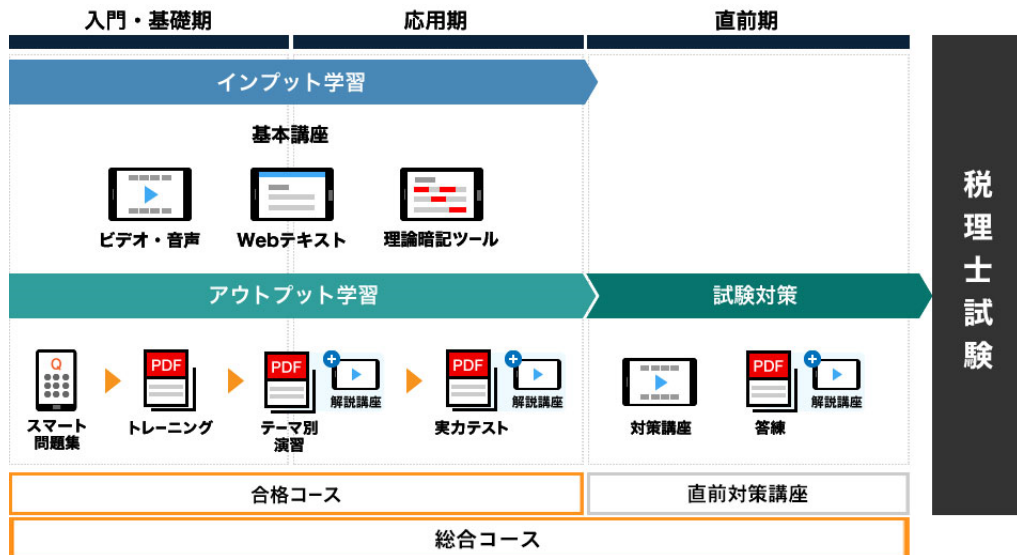 入門・基礎期
応用期
直前期
インプット学習
基本講座
ビデオ・音声
Webテキスト
理論暗記ツール
アウトプット学習
試験対策
Q
PDF
PDF
解説講座
PDF
解説講座
PDF
解説講座
スマート
問題集
トレーニング
テーマ別
演習
実力テスト
対策講座
答練
合格コース
直前対策講座
総合コース
税理士試験